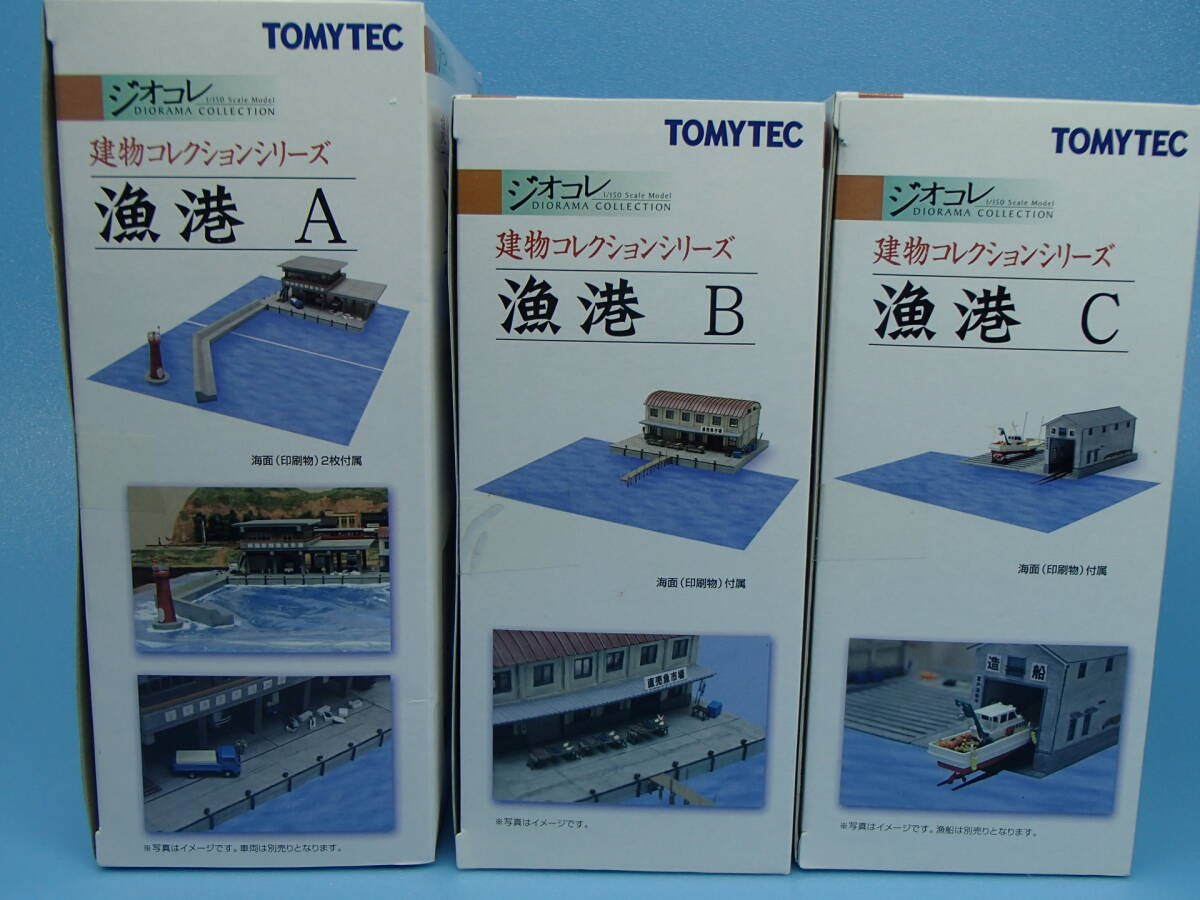 TOMYTEC
ジオコレ
1/150 Scale Model
DIORAMA COLLECTION
建物コレクションシリーズ
漁港 A
海面(印刷物)2枚付属
※写真はイメージです。車両は別売りとなります。
TOMYTEC
ジオコレ
1/150 Scale Model
DIORAMA COLLECTION
建物コレクションシリーズ
漁港 B
海面(印刷物)付属
直売魚市場
※写真はイメージです。
TOMYTEC
ジオコレ
1/150 Scale Model
DIORAMA COLLECTION
建物コレクションシリーズ
漁港 C
海面(印刷物)付属
造船
※写真はイメージです。漁船は別売りとなります。